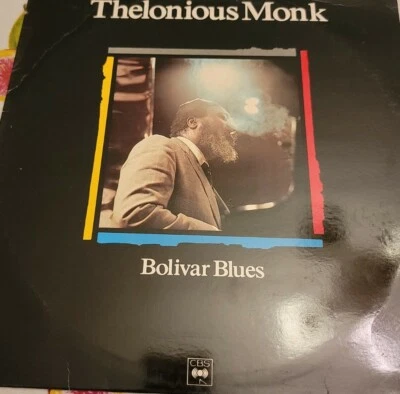 Thelonious Monk
Bolivar Blues
CBS